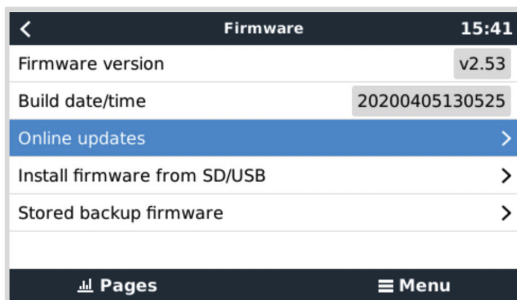 Firmware 15:41
Firmware version v2.53
Build date/time 20200405130525
Online updates
Install firmware from SD/USB
Stored backup firmware
Pages Menu